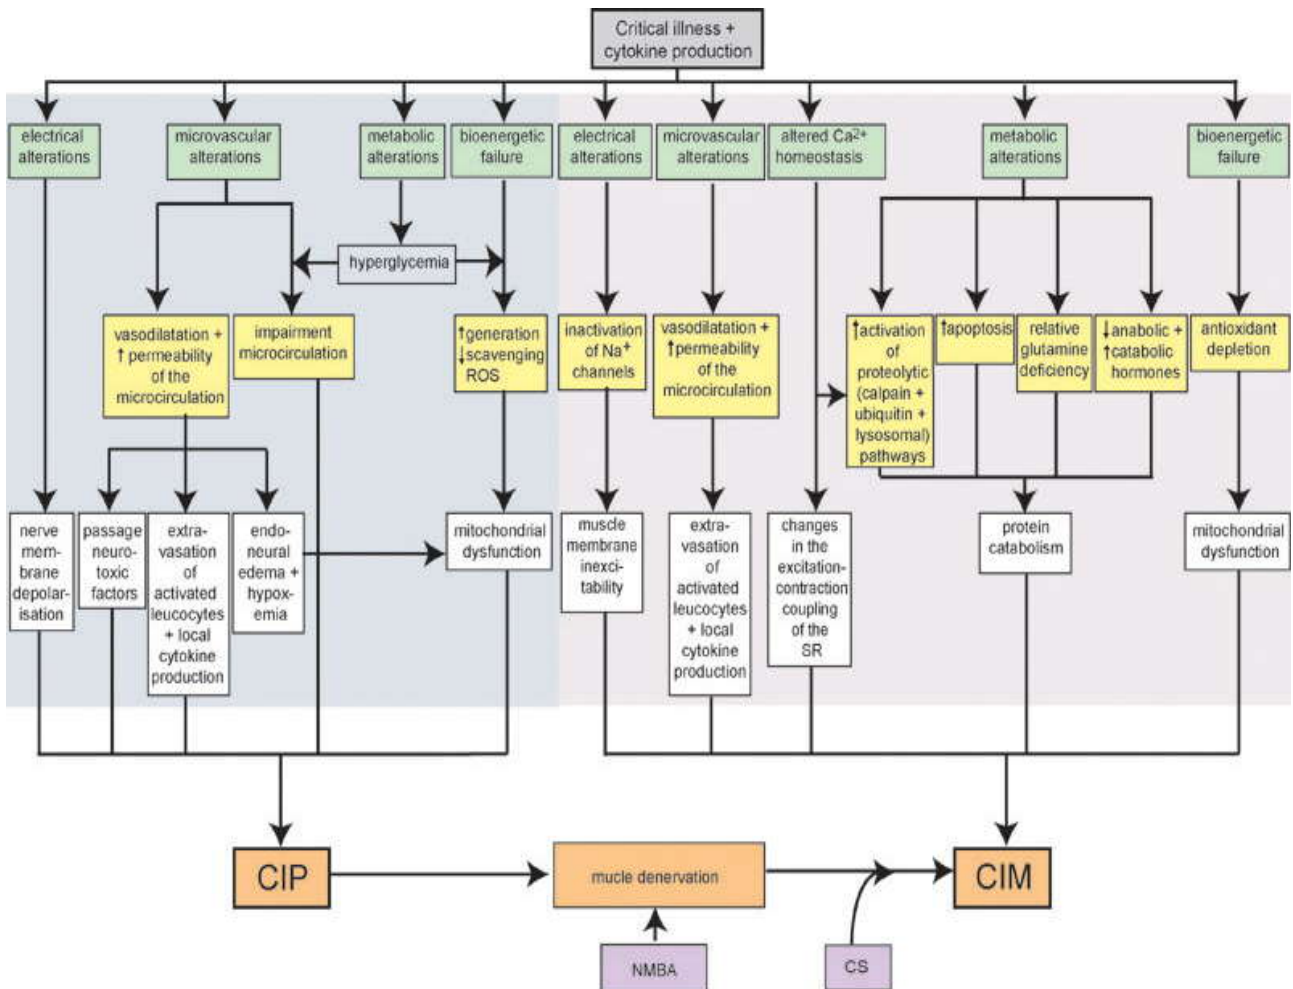 Critical illness +
cytokine production
electrical
alterations
microvascular
alterations
metabolic
alterations
bioenergetic
failure
electrical
alterations
microvascular
alterations
altered Ca2+
homeostasis
metabolic
alterations
bioenergetic
failure
hyperglycemia
vasodilatation +
↑ permeability
of the
microcirculation
impairment
microcirculation
↑generation
↓scavenging
ROS
inactivation
of Na+
channels
vasodilatation +
↑permeability
of the
microcirculation
↑activation
of
proteolytic
(calpain +
ubiquitin +
lysosomal)
pathways
↑apoptosis
relative
glutamine
deficiency
↓anabolic +
↑catabolic
hormones
antioxidant
depletion
nerve
mem-
brane
depolar-
isation
passage
neuro-
toxic
factors
extra-
vasation
of
activated
leucocytes
+ local
cytokine
production
endo-
neural
edema +
hypox-
emia
mitochondrial
dysfunction
muscle
membrane
inexci-
tability
extra-
vasation
of
activated
leucocytes
+ local
cytokine
production
changes
in the
excitation-
contraction
coupling
of the
SR
protein
catabolism
mitochondrial
dysfunction
CIP
mucle denervation
CIM
NMBA
CS